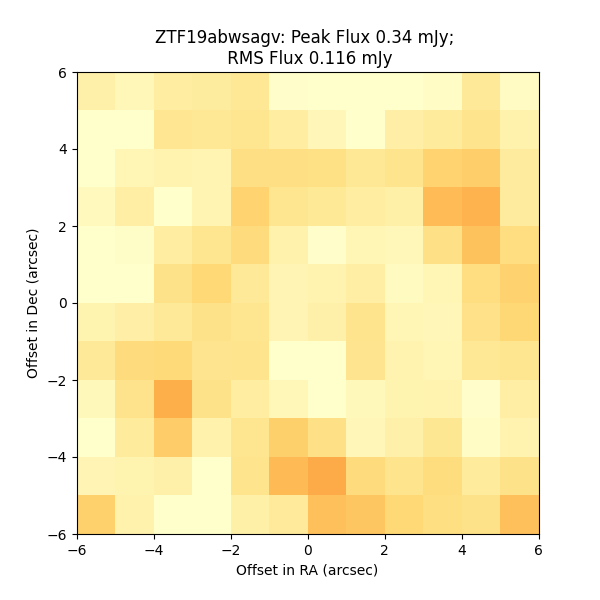 ZTF19abwsagv: Peak Flux 0.34 mJy;
RMS Flux 0.116 mJy
6
4
2
0
−2
−4
−6
Offset in Dec (arcsec)
−6 −4 −2 0 2 4 6
Offset in RA (arcsec)